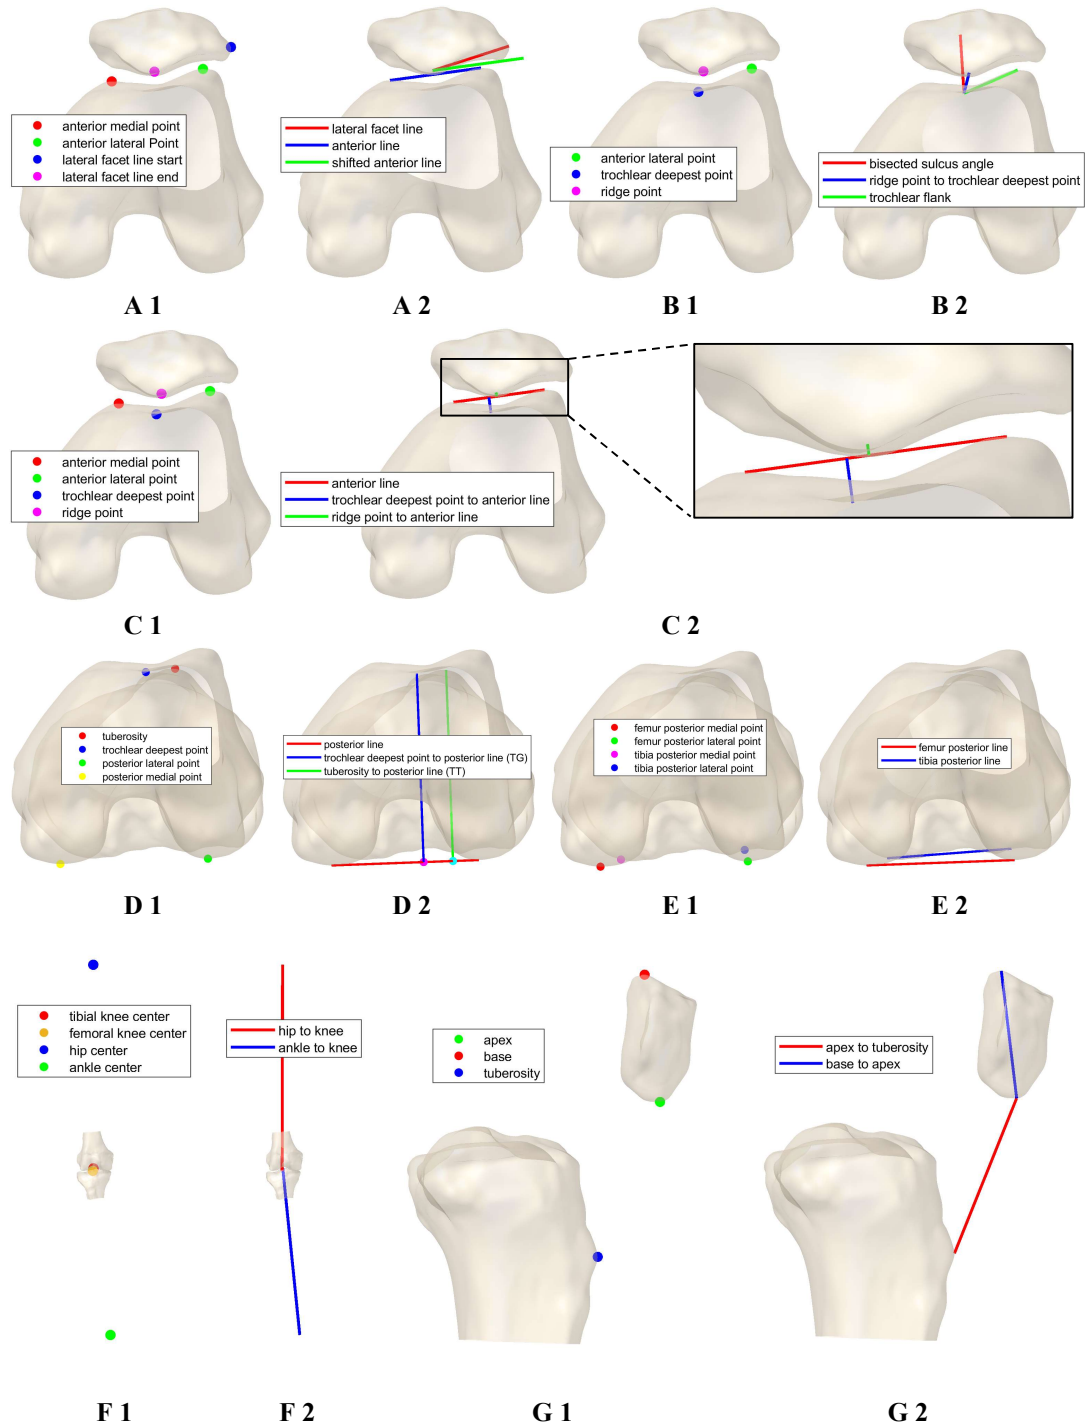 anterior medial point
anterior lateral Point
lateral facet line start
lateral facet line end
lateral facet line
anterior line
shifted anterior line
anterior lateral point
trochlear deepest point
ridge point
bisected sulcus angle
ridge point to trochlear deepest point
trochlear flank
A 1
A 2
B 1
B 2
anterior medial point
anterior lateral point
trochlear deepest point
ridge point
anterior line
trochlear deepest point to anterior line
ridge point to anterior line
C 1
C 2
tuberosity
trochlear deepest point
posterior lateral point
posterior medial point
posterior line
trochlear deepest point to posterior line (TG)
tuberosity to posterior line (TT)
femur posterior medial point
femur posterior lateral point
tibia posterior medial point
tibia posterior lateral point
femur posterior line
tibia posterior line
D 1
D 2
E 1
E 2
tibial knee center
femoral knee center
hip center
ankle center
hip to knee
ankle to knee
apex
base
tuberosity
apex to tuberosity
base to apex
F 1
F 2
G 1
G 2